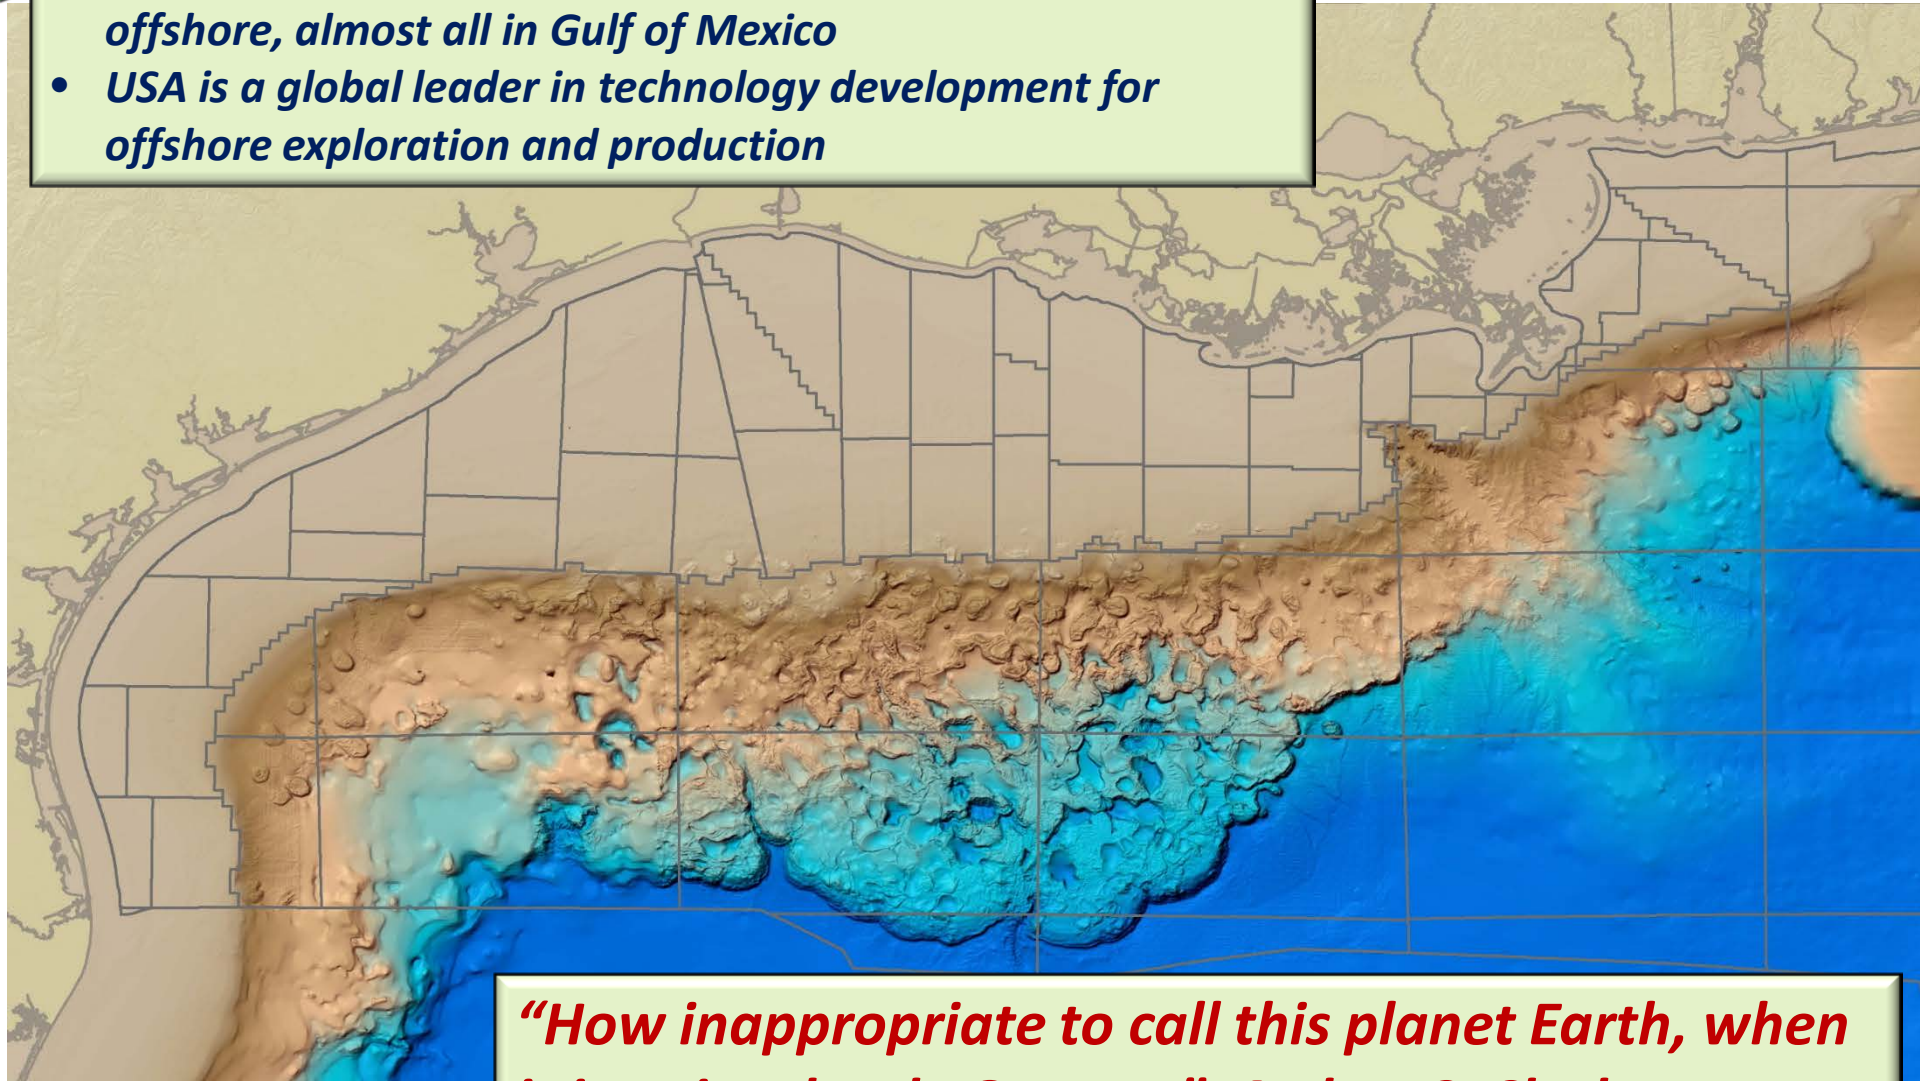 offshore, almost all in Gulf of Mexico
• USA is a global leader in technology development for
offshore exploration and production
“How inappropriate to call this planet Earth, when